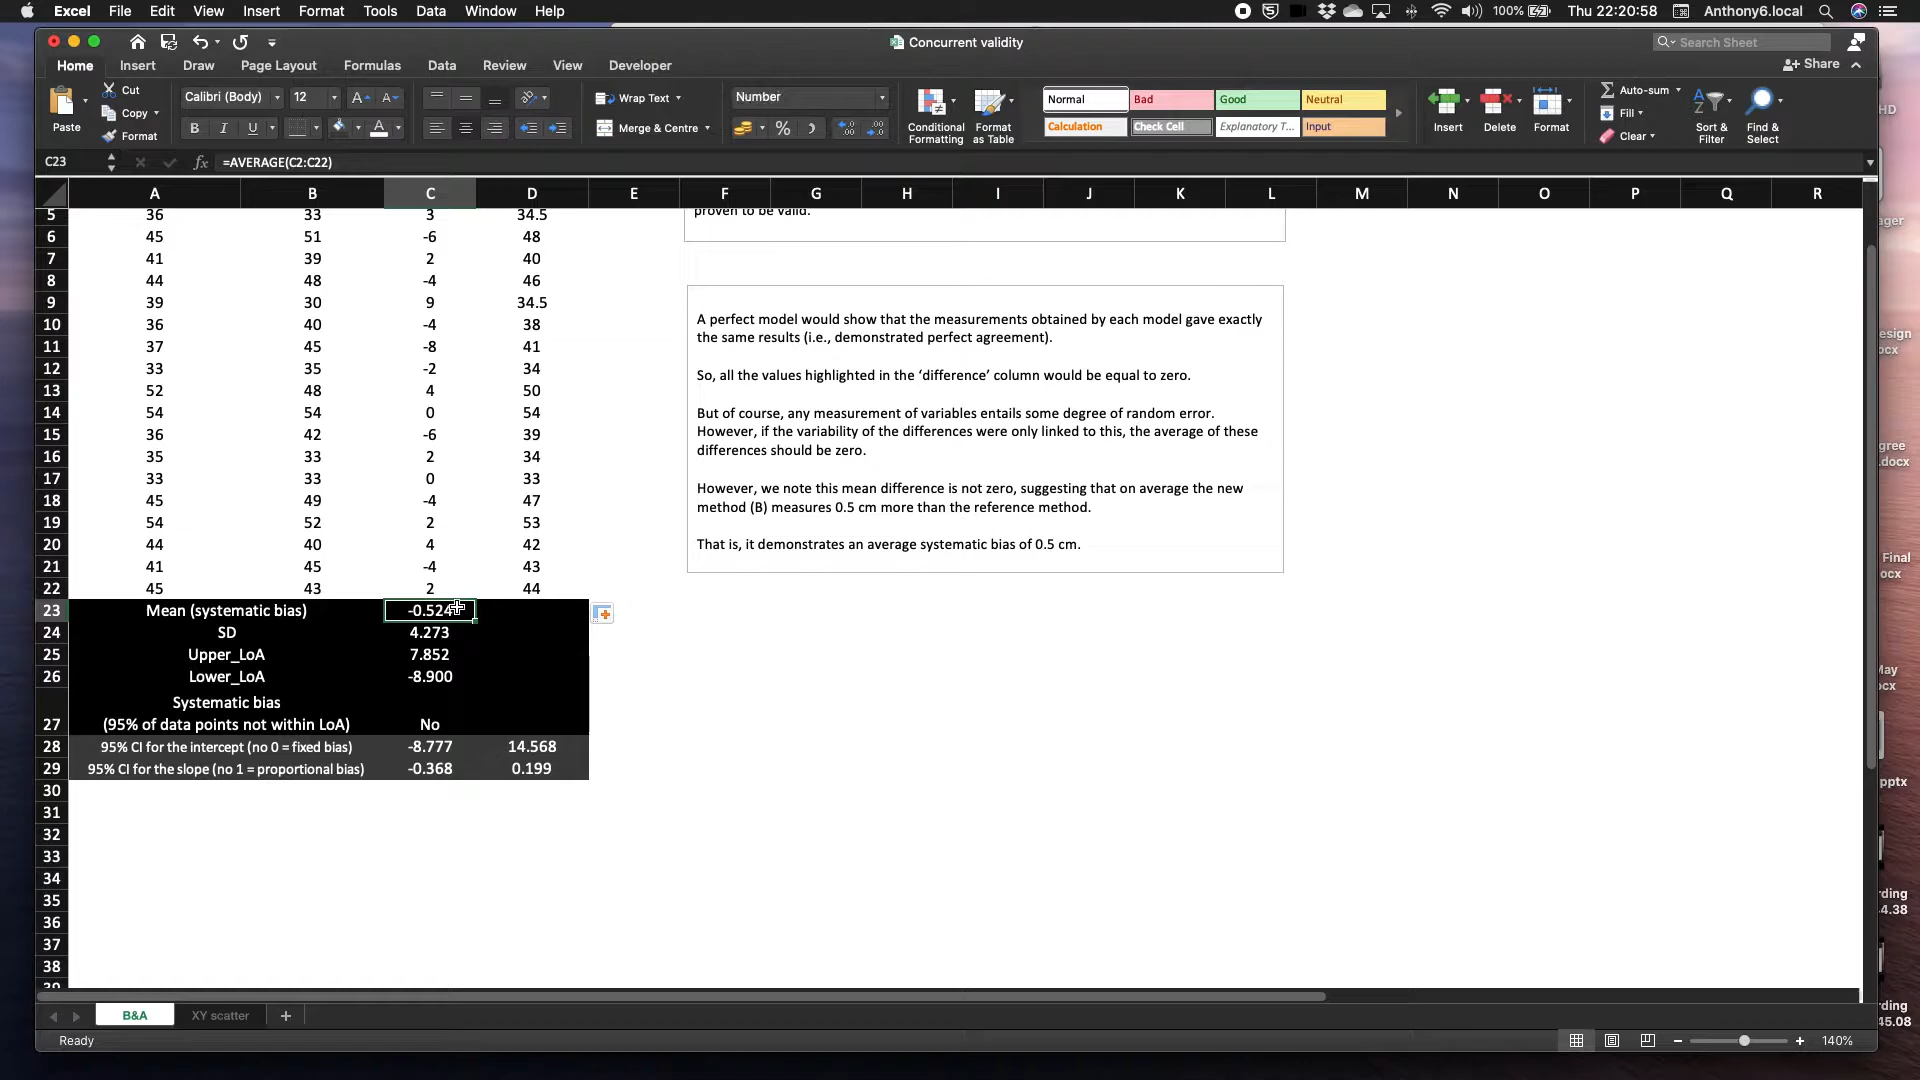 Excel File Edit View Insert Format Tools Data Window Help 100% Thu 22:20:58 Anthony6.local
Concurrent validity
Search Sheet
Home Insert Draw Page Layout Formulas Data Review View Developer Share
Paste Cut Copy Format
Calibri (Body) 12
B I U A
Wrap Text
Merge & Centre
Number
Conditional Formatting
Format as Table
Normal Bad Good Neutral
Calculation Check Cell Explanatory T... Input
Insert Delete Format
Auto-sum
Fill
Clear
Sort & Filter
Find & Select
C23 fx =AVERAGE(C2:C22)
A B C D E F G H I J K L M N O P Q R
5 36 33 3 34.5
6 45 51 -6 48
7 41 39 2 40
8 44 48 -4 46
9 39 30 9 34.5
10 36 40 -4 38
11 37 45 -8 41
12 33 35 -2 34
13 52 48 4 50
14 54 54 0 54
15 36 42 -6 39
16 35 33 2 34
17 33 33 0 33
18 45 49 -4 47
19 54 52 2 53
20 44 40 4 42
21 41 45 -4 43
22 45 43 2 44
23 Mean (systematic bias) -0.524
24 SD 4.273
25 Upper_LoA 7.852
26 Lower_LoA -8.900
Systematic bias
27 (95% of data points not within LoA) No
28 95% CI for the intercept (no 0 = fixed bias) -8.777 14.568
29 95% CI for the slope (no 1 = proportional bias) -0.368 0.199
30
31
32
33
34
35
36
37
38
39
proven to be valid.
A perfect model would show that the measurements obtained by each model gave exactly
the same results (i.e., demonstrated perfect agreement).
So, all the values highlighted in the ‘difference’ column would be equal to zero.
But of course, any measurement of variables entails some degree of random error.
However, if the variability of the differences were only linked to this, the average of these
differences should be zero.
However, we note this mean difference is not zero, suggesting that on average the new
method (B) measures 0.5 cm more than the reference method.
That is, it demonstrates an average systematic bias of 0.5 cm.
B&A XY scatter
Ready 140%
HD
ager
esign
ocx
gree
.docx
Final
ocx
May
ocx
pptx
rding
4.38
rding
45.08